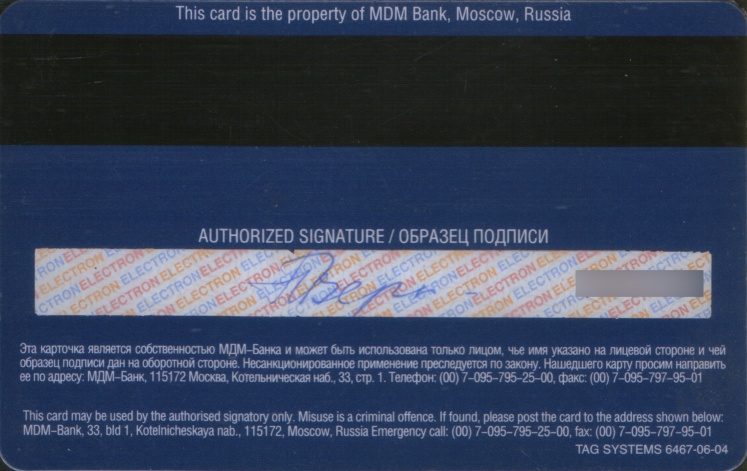 This card is the property of MDM Bank, Moscow, Russia
AUTHORIZED SIGNATURE / ОБРАЗЕЦ ПОДПИСИ
ELECTRON ELECTRON ELECTRON ELECTRON ELECTRON ELECTRON
Эта карточка является собственностью МДМ–Банка и может быть использована только лицом, чье имя указано на лицевой стороне и чей
образец подписи дан на оборотной стороне. Несанкционированное применение преследуется по закону. Нашедшего карту просим направить
ее по адресу: МДМ–Банк, 115172 Москва, Котельническая наб., 33, стр. 1. Телефон: (00) 7–095–795–25–00, факс: (00) 7–095–797–95–01
This card may be used by the authorised signatory only. Misuse is a criminal offence. If found, please post the card to the address shown below:
MDM–Bank, 33, bld 1, Kotelnicheskaya nab., 115172, Moscow, Russia Emergency call: (00) 7–095–795–25–00, fax: (00) 7–095–797–95–01
TAG SYSTEMS 6467-06-04